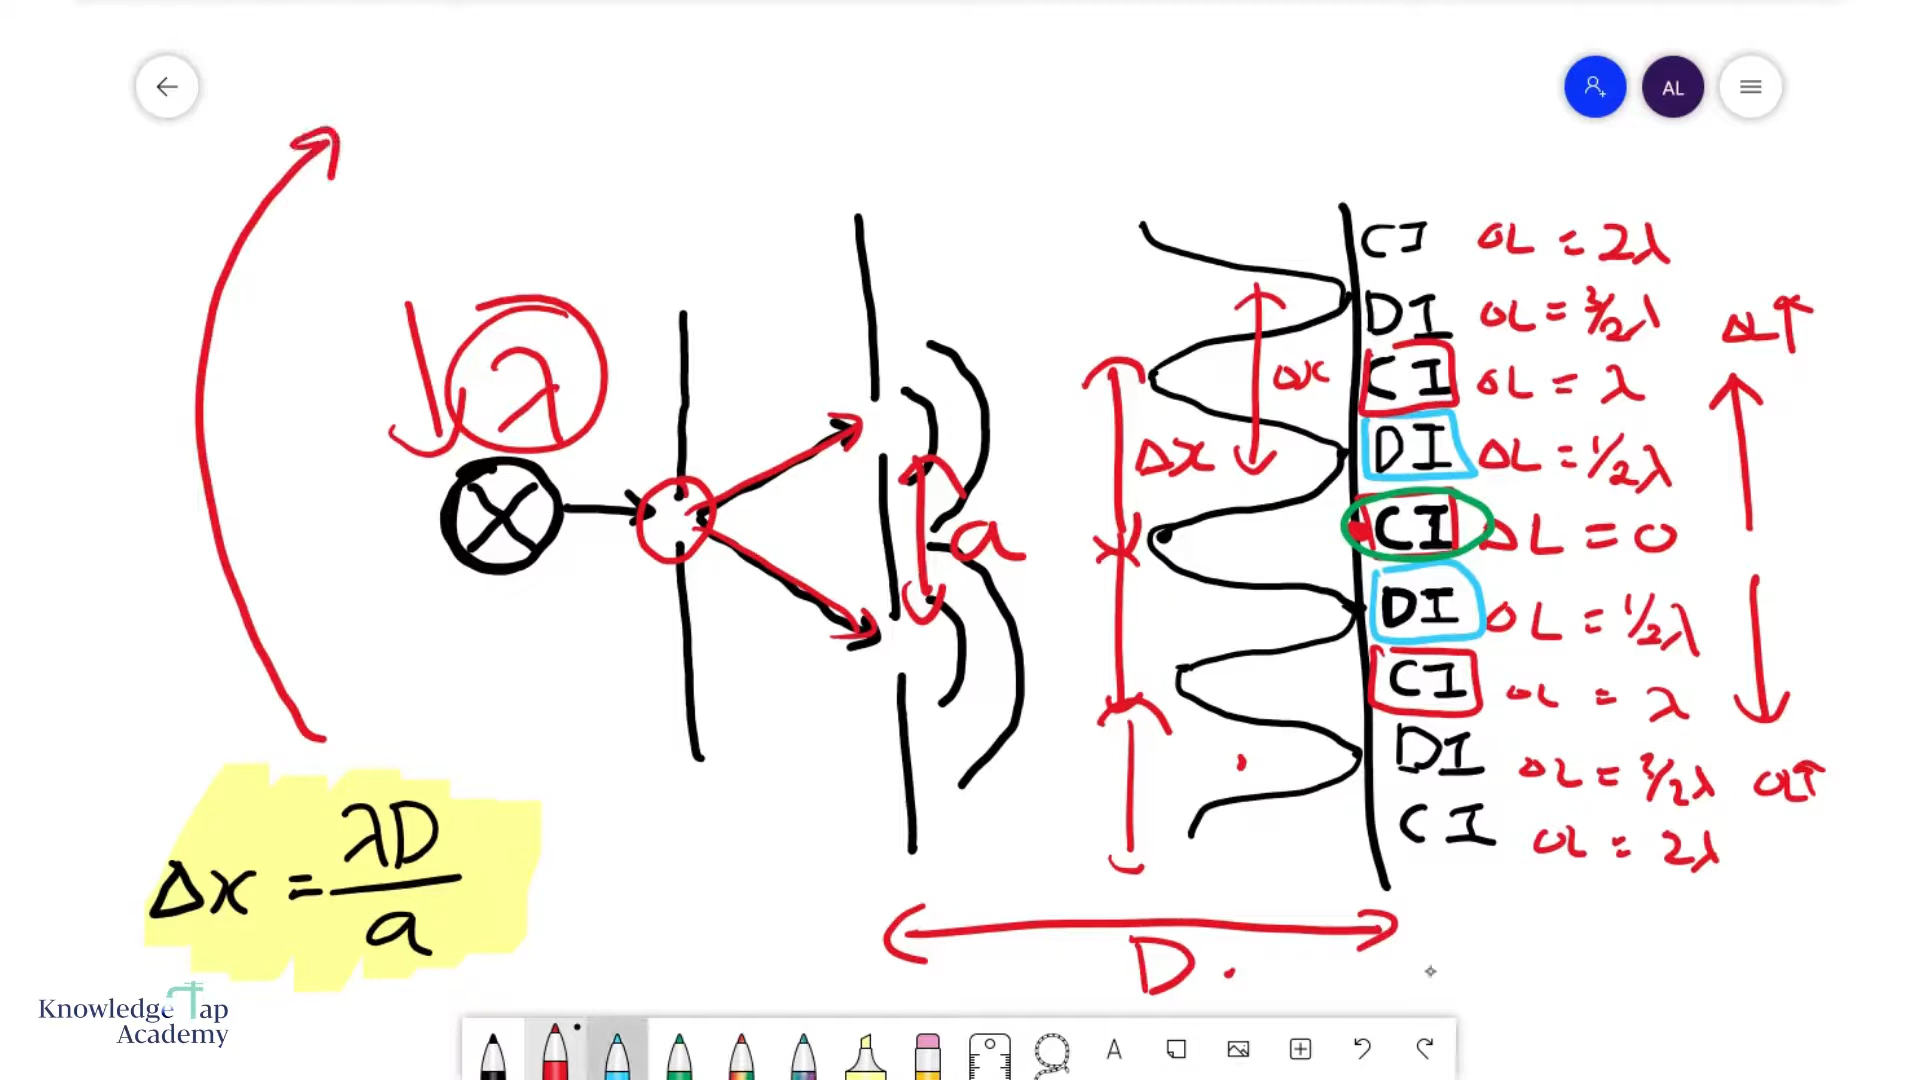 AL
CI ΔL = 2λ
DI ΔL = 3/2λ
ΔL↑
λ
CI ΔL = λ
Δx
DI ΔL = 1/2λ
Δx
CI ΔL = 0
a
DI ΔL = 1/2λ
CI ΔL = λ
DI ΔL = 3/2λ
ΔL↑
CI ΔL = 2λ
Δx = λD/a
D
Knowledge Tap
Academy
A